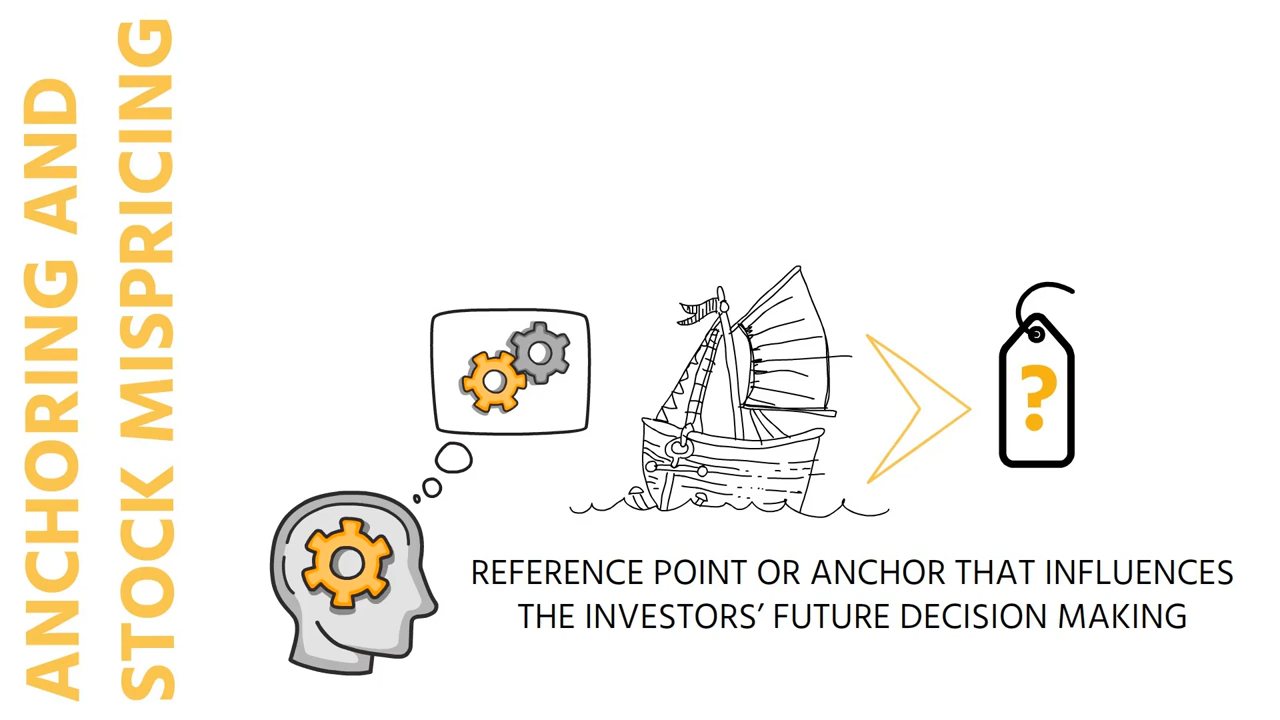 ANCHORING AND
STOCK MISPRICING
?
REFERENCE POINT OR ANCHOR THAT INFLUENCES
THE INVESTORS’ FUTURE DECISION MAKING